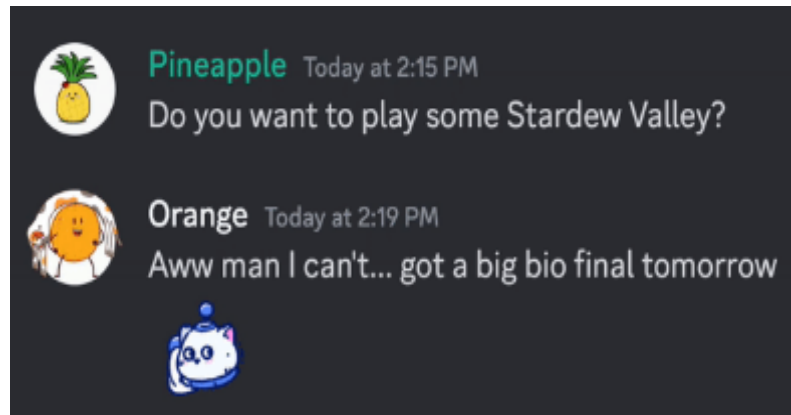 Pineapple Today at 2:15 PM
Do you want to play some Stardew Valley?
Orange Today at 2:19 PM
Aww man I can't... got a big bio final tomorrow